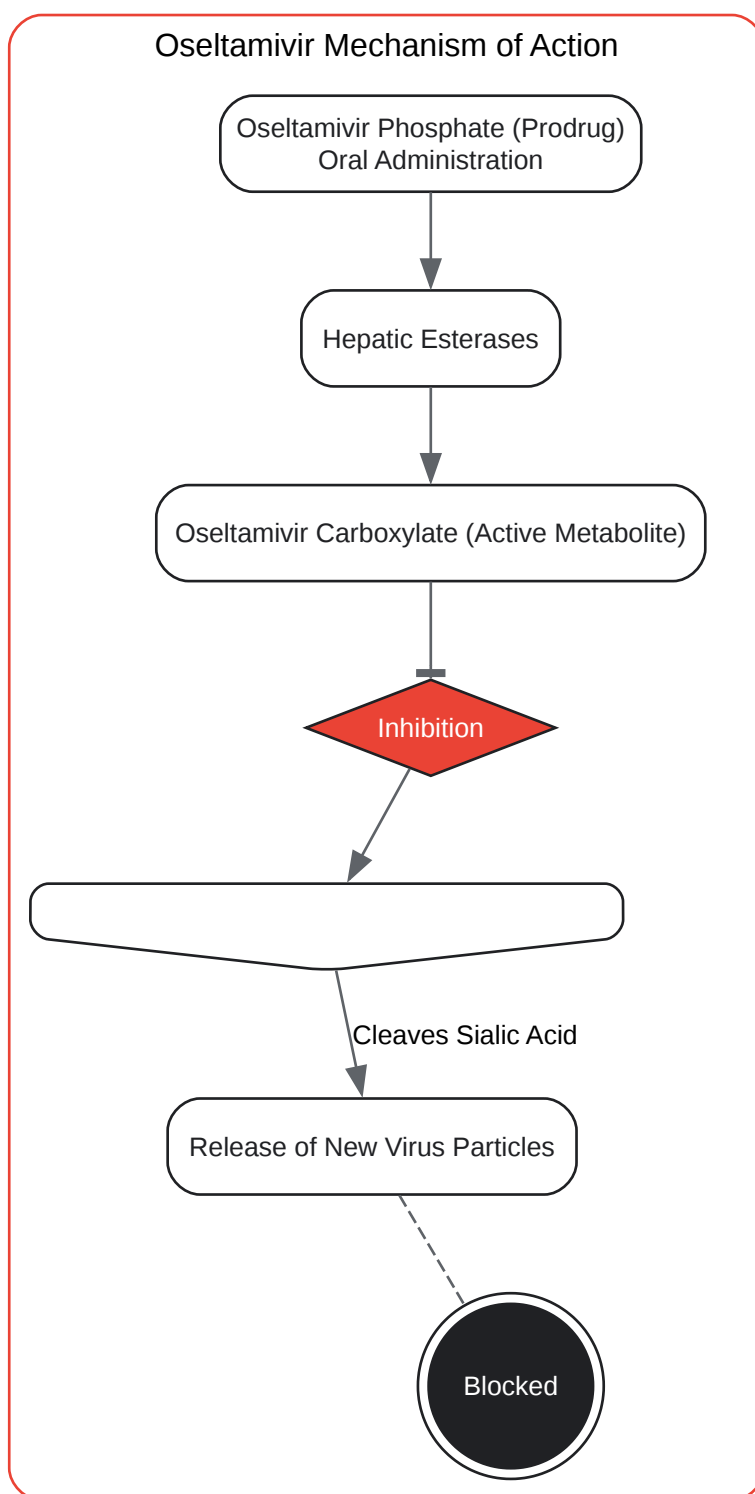 Oseltamivir Mechanism of Action
Oseltamivir Phosphate (Prodrug)
Oral Administration
Hepatic Esterases
Oseltamivir Carboxylate (Active Metabolite)
Inhibition
Cleaves Sialic Acid
Release of New Virus Particles
Blocked